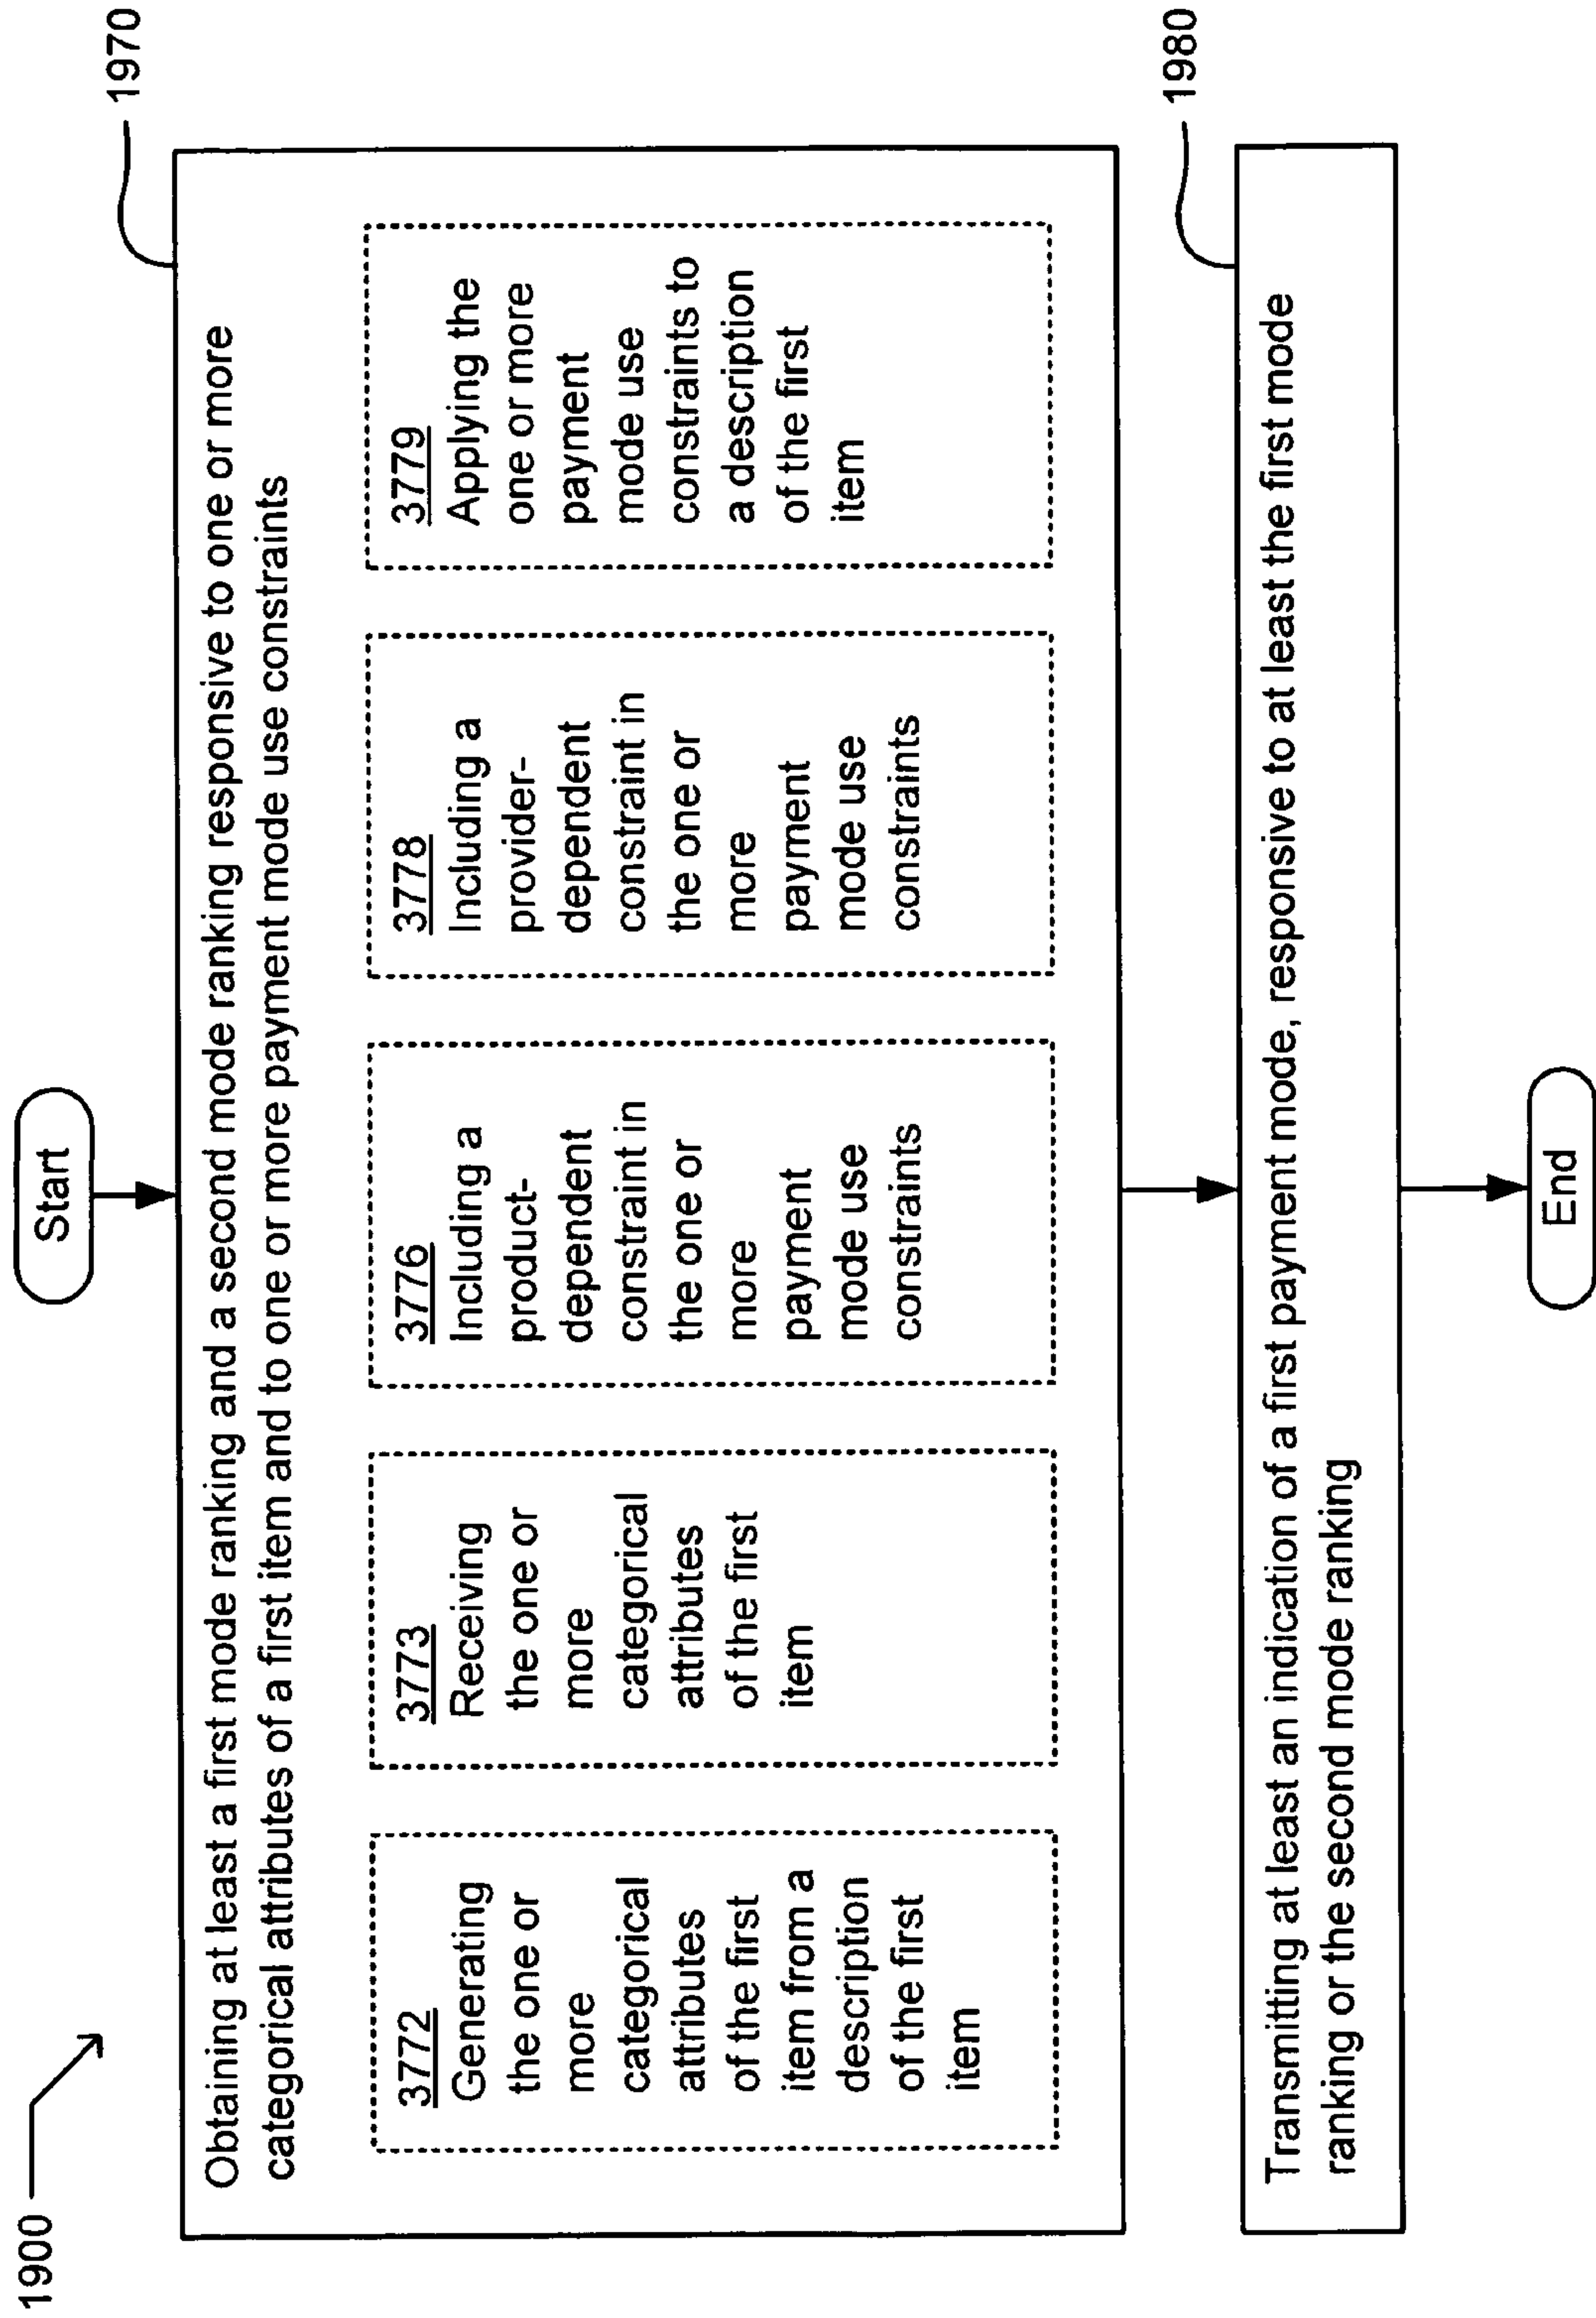 1900
Start
1970
Obtaining at least a first mode ranking and a second mode ranking responsive to one or more
categorical attributes of a first item and to one or more payment mode use constraints
3772
Generating
the one or
more
categorical
attributes
of the first
item from a
description
of the first
item
3773
Receiving
the one or
more
categorical
attributes
of the first
item
3776
Including a
product-
dependent
constraint in
the one or
more
payment
mode use
constraints
3778
Including a
provider-
dependent
constraint in
the one or
more
payment
mode use
constraints
3779
Applying the
one or more
payment
mode use
constraints to
a description
of the first
item
1980
Transmitting at least an indication of a first payment mode, responsive to at least the first mode
ranking or the second mode ranking
End